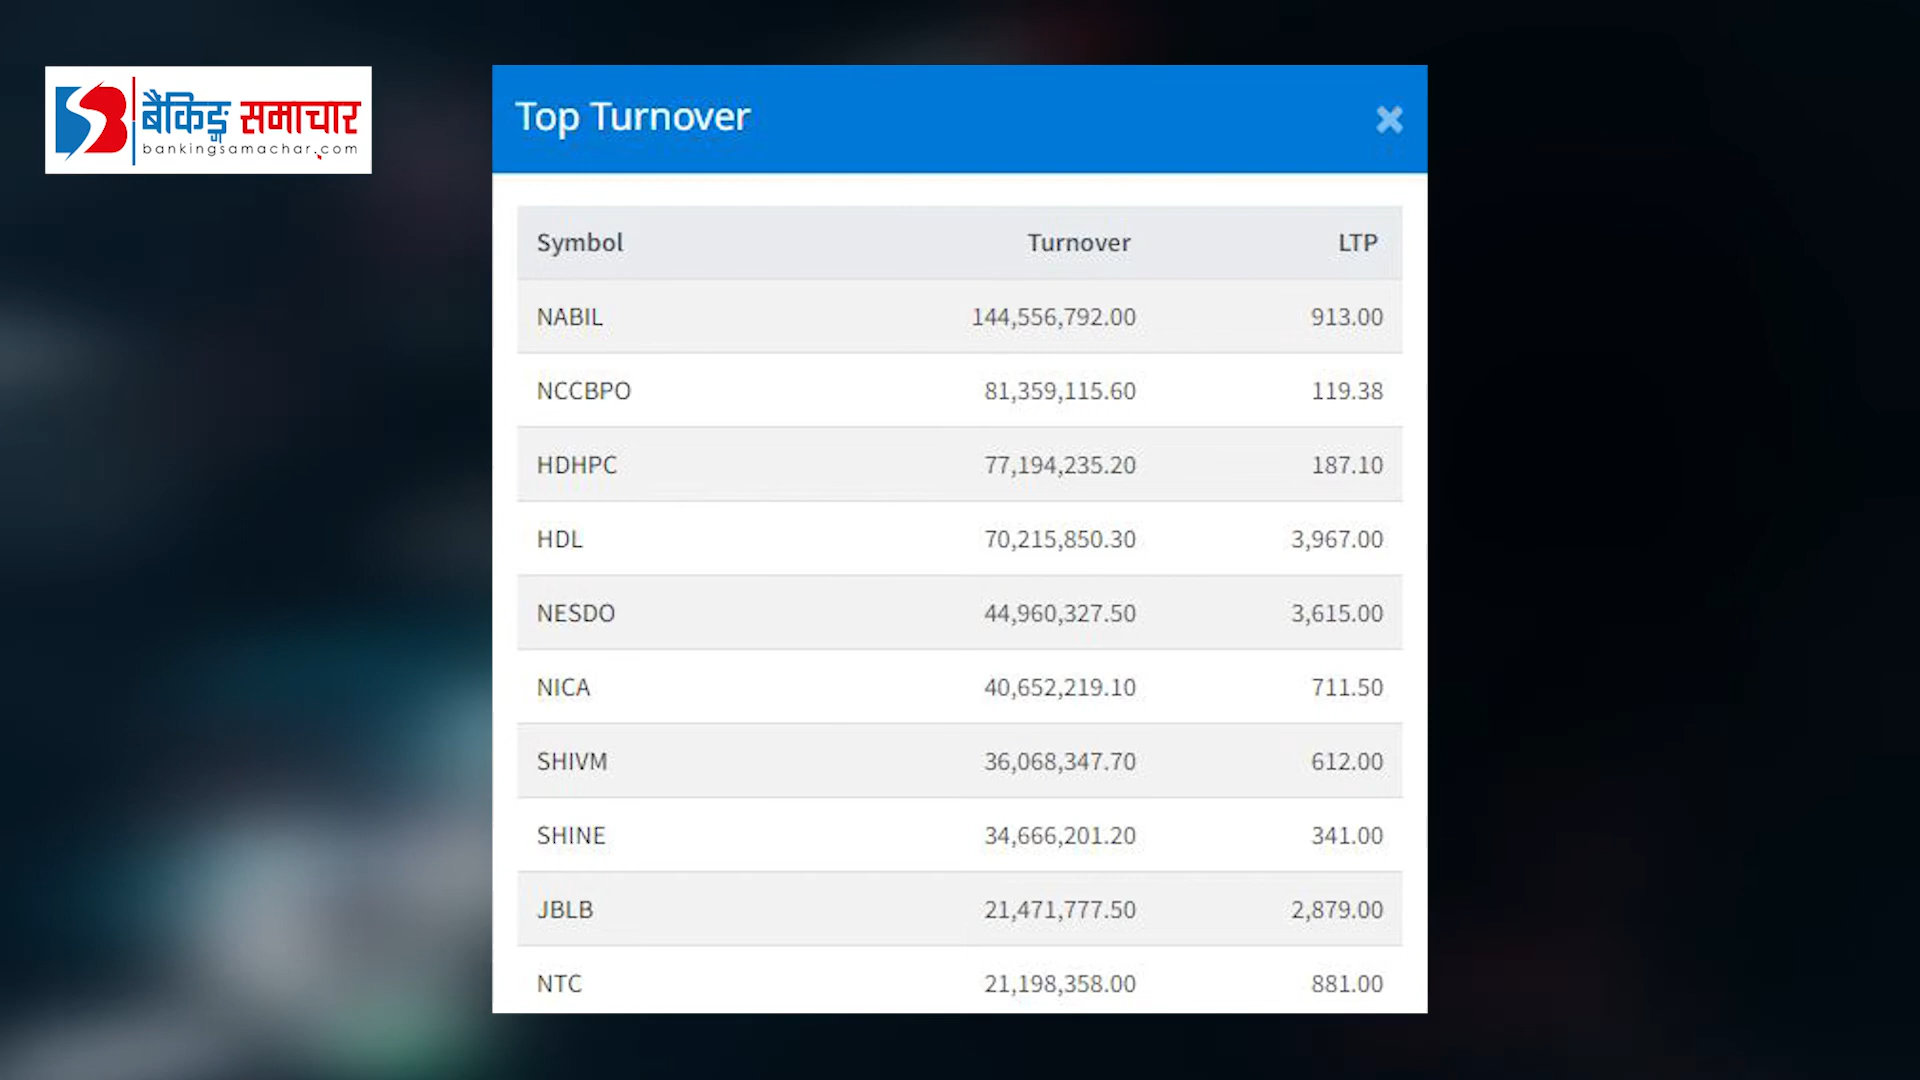 बैंकिङ्ग समाचार
bankingsamachar.com
Top Turnover
Symbol Turnover LTP
NABIL 144,556,792.00 913.00
NCCBPO 81,359,115.60 119.38
HDHPC 77,194,235.20 187.10
HDL 70,215,850.30 3,967.00
NESDO 44,960,327.50 3,615.00
NICA 40,652,219.10 711.50
SHIVM 36,068,347.70 612.00
SHINE 34,666,201.20 341.00
JBLB 21,471,777.50 2,879.00
NTC 21,198,358.00 881.00